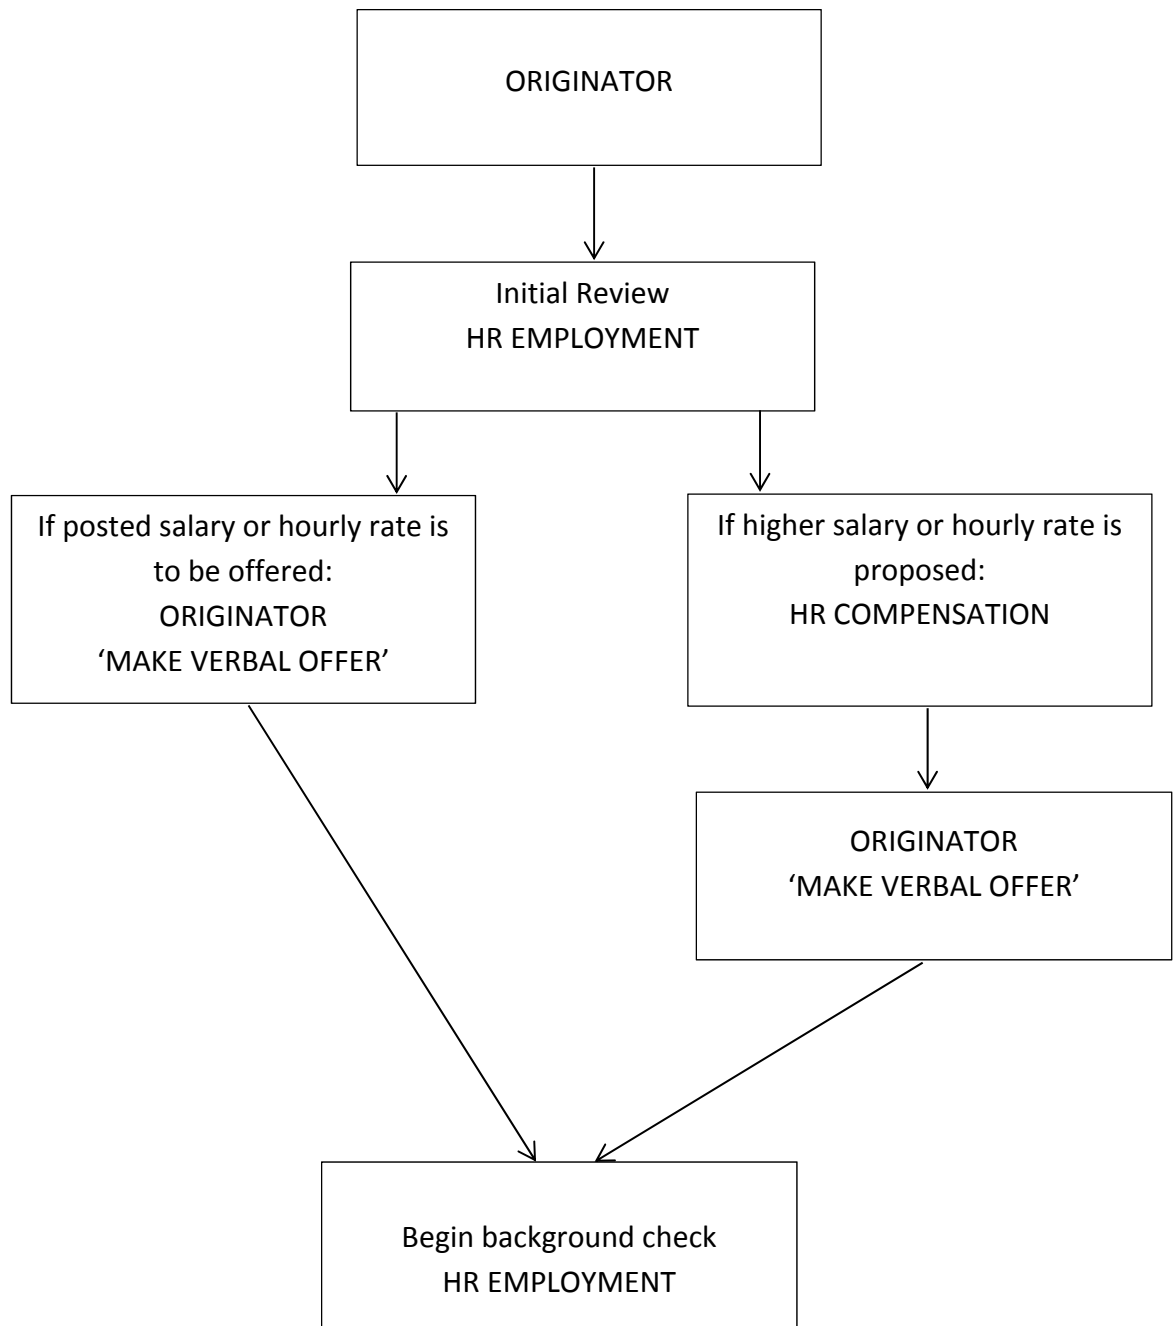 ORIGINATOR
Initial Review
HR EMPLOYMENT
If posted salary or hourly rate is
to be offered:
ORIGINATOR
‘MAKE VERBAL OFFER’
If higher salary or hourly rate is
proposed:
HR COMPENSATION
ORIGINATOR
‘MAKE VERBAL OFFER’
Begin background check
HR EMPLOYMENT